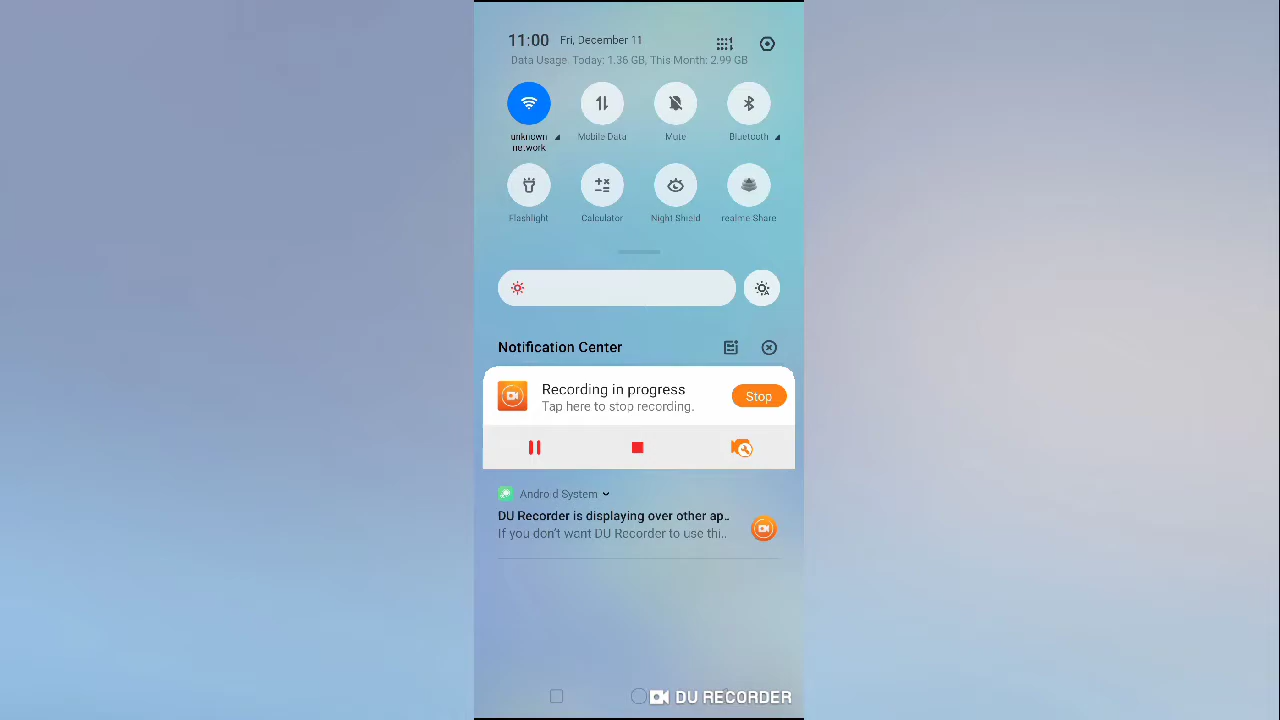 11:00 Fri, December 11
Data Usage: Today: 1.36 GB, This Month: 2.99 GB
unknown network
Mobile Data
Mute
Bluetooth
Flashlight
Calculator
Night Shield
realme Share
Notification Center
Recording in progress
Tap here to stop recording.
Stop
Android System
DU Recorder is displaying over other ap..
If you don't want DU Recorder to use thi..
DU RECORDER